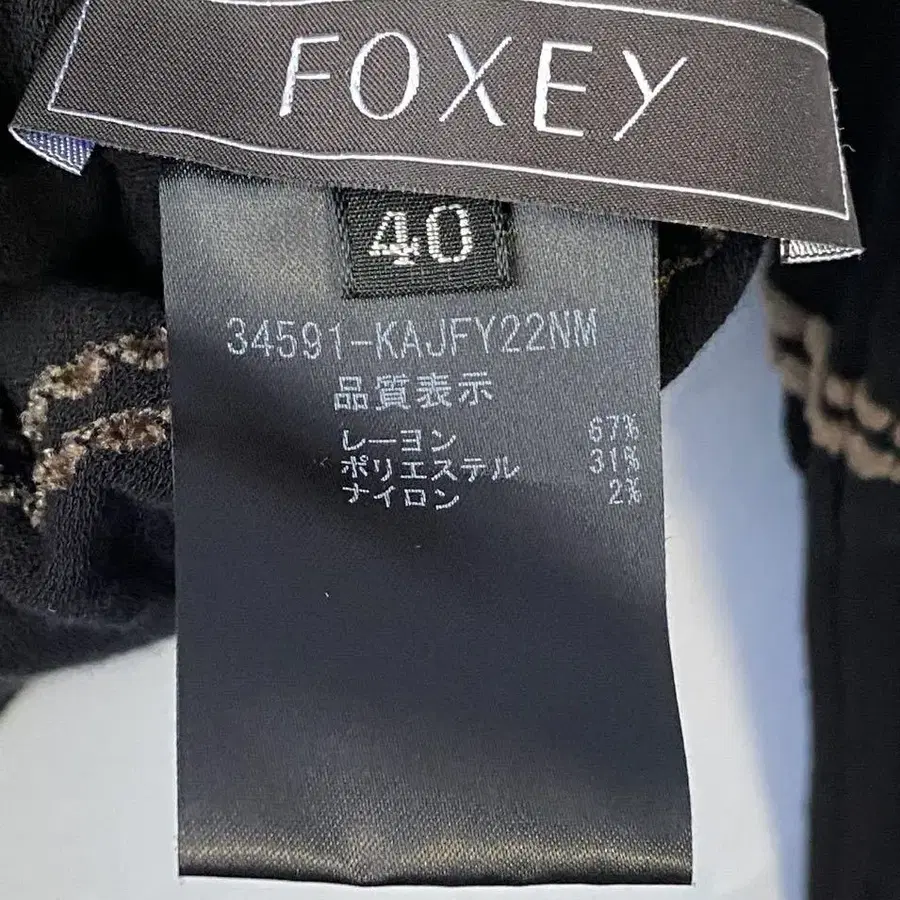 FOXEY
40
34591-KAJFY22NM
品質表示
レーヨン 67%
ポリエステル 31%
ナイロン 2%